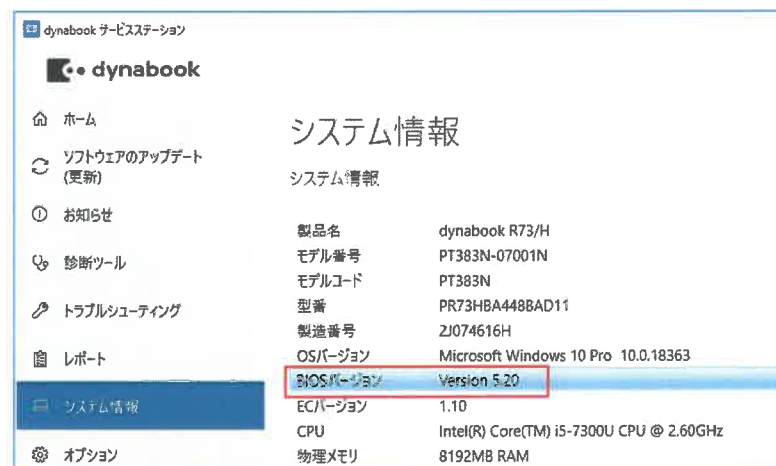 dynabook サービスステーション
dynabook
ホーム
ソフトウェアのアップデート
(更新)
お知らせ
診断ツール
トラブルシューティング
レポート
システム情報
オプション
システム情報
システム情報
製品名 dynabook R73/H
モデル番号 PT383N-07001N
モデルコード PT383N
型番 PR73HBA448BAD11
製造番号 2J074616H
OSバージョン Microsoft Windows 10 Pro 10.0.18363
BIOSバージョン Version 5.20
ECバージョン 1.10
CPU Intel(R) Core(TM) i5-7300U CPU @ 2.60GHz
物理メモリ 8192MB RAM